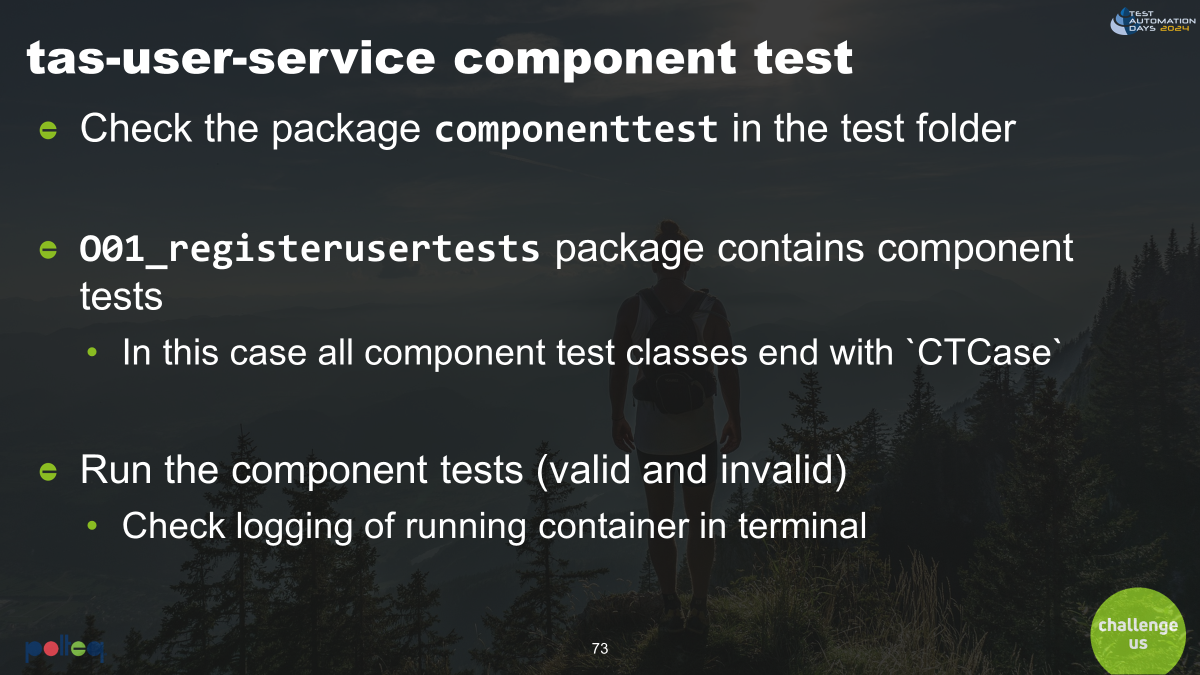 TEST
AUTOMATION
DAYS 2024
tas-user-service component test
Check the package componenttest in the test folder
O01_registerusertests package contains component
tests
In this case all component test classes end with `CTCase`
Run the component tests (valid and invalid)
Check logging of running container in terminal
polteq
73
challenge
us